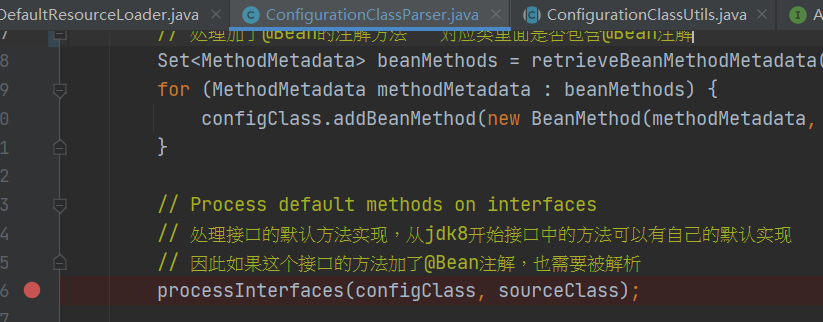 DefaultResourceLoader.java × ConfigurationClassParser.java × ConfigurationClassUtils.java × A
7 // 处理加了@Bean的注解方法 对应类里面是否包含@Bean注解
8 Set<MethodMetadata> beanMethods = retrieveBeanMethodMetadata(
9 for (MethodMetadata methodMetadata : beanMethods) {
0 configClass.addBeanMethod(new BeanMethod(methodMetadata,
1 }
2
3 // Process default methods on interfaces
4 // 处理接口的默认方法实现,从jdk8开始接口中的方法可以有自己的默认实现
5 // 因此如果这个接口的方法加了@Bean注解,也需要被解析
6 processInterfaces(configClass, sourceClass);